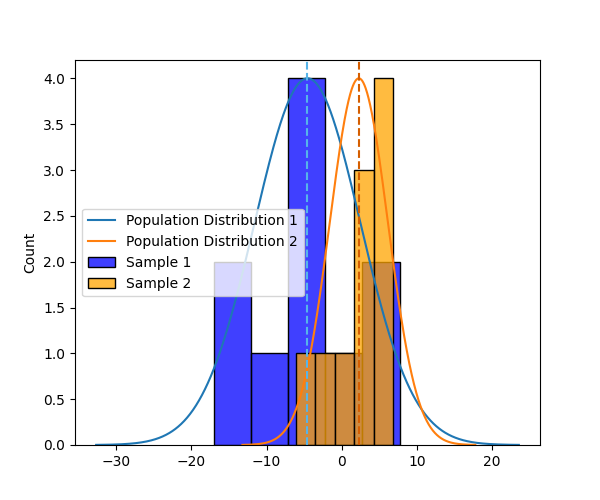 4.0
3.5
3.0
2.5
2.0
1.5
1.0
0.5
0.0
Count
Population Distribution 1
Population Distribution 2
Sample 1
Sample 2
−30 −20 −10 0 10 20